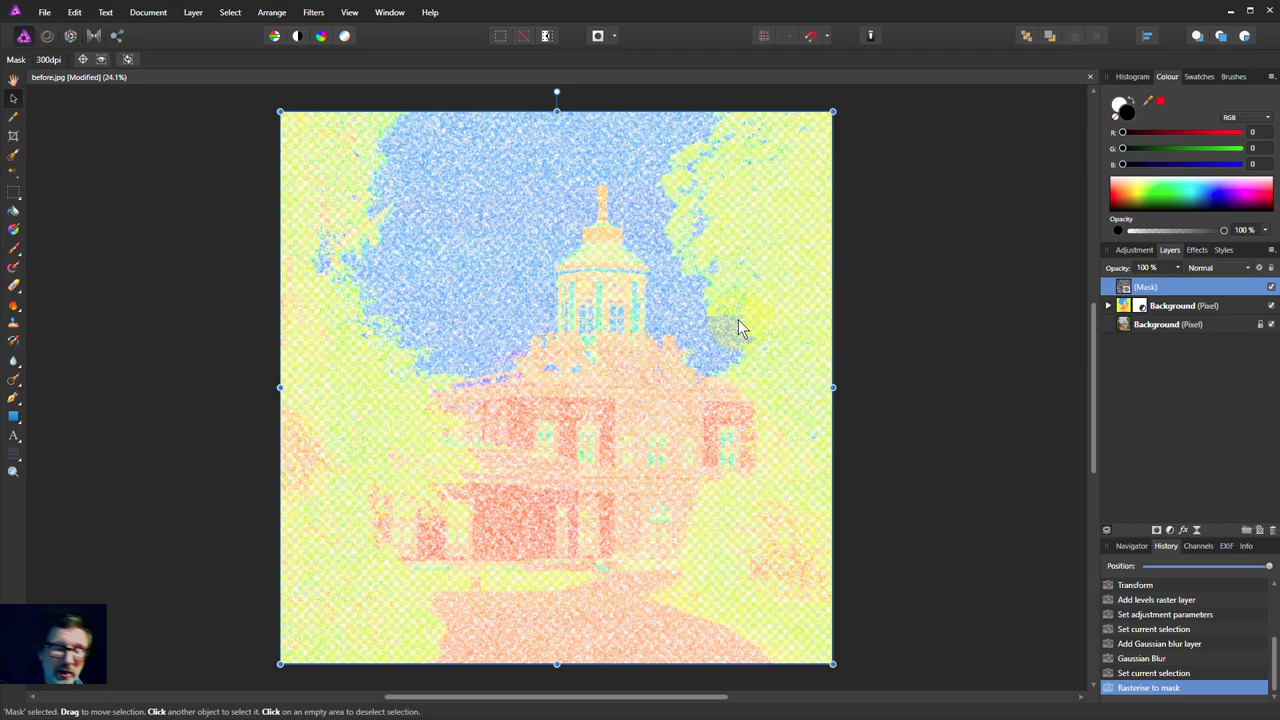 File Edit Text Document Layer Select Arrange Filters View Window Help
Mask 300dpi
before.jpg [Modified] (24.1%)
Histogram Colour Swatches Brushes
RGB
R: 0
G: 0
B: 0
Opacity
100 %
Adjustment Layers Effects Styles
Opacity: 100 % Normal
(Mask)
Background (Pixel)
Background (Pixel)
Navigator History Channels EXIF Info
Position:
Transform
Add levels raster layer
Set adjustment parameters
Set current selection
Add Gaussian blur layer
Gaussian Blur
Set current selection
Rasterise to mask
'Mask' selected. Drag to move selection. Click another object to select it. Click on an empty area to deselect selection.